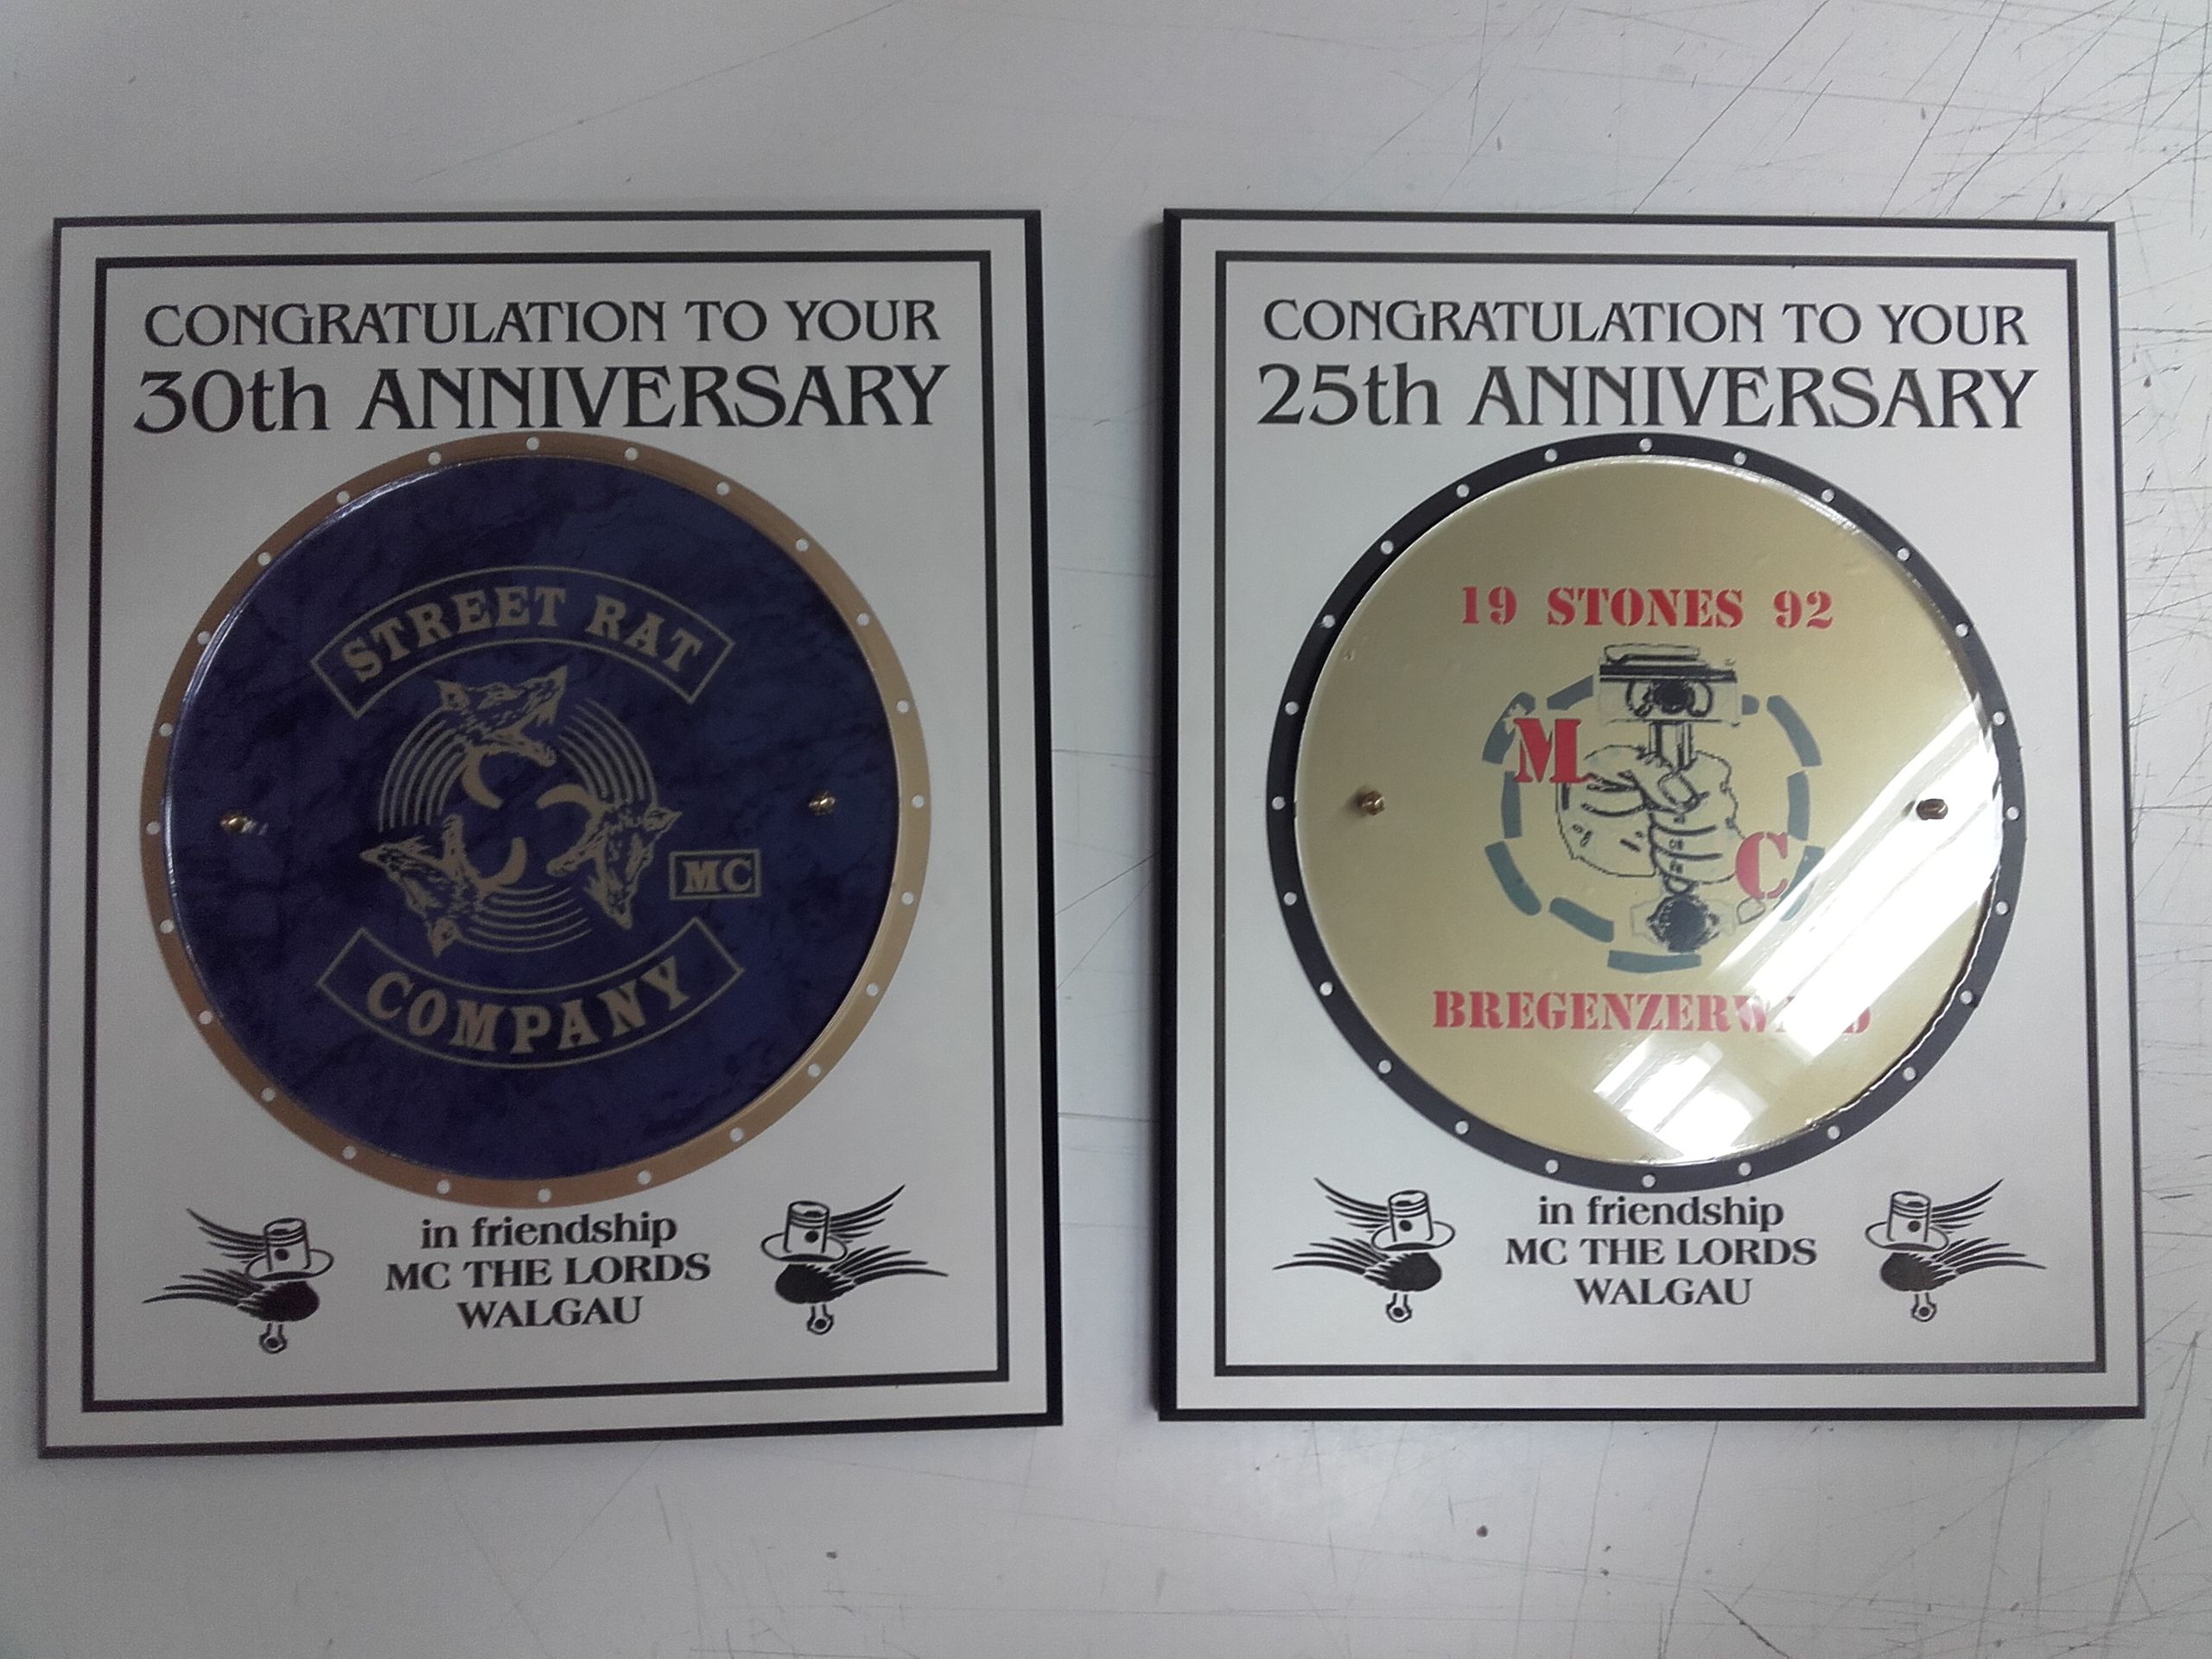 CONGRATULATION TO YOUR
30th ANNIVERSARY
STREET RAT
MC
COMPANY
in friendship
MC THE LORDS
WALGAU
CONGRATULATION TO YOUR
25th ANNIVERSARY
19 STONES 92
M
C
in friendship
MC THE LORDS
WALGAU